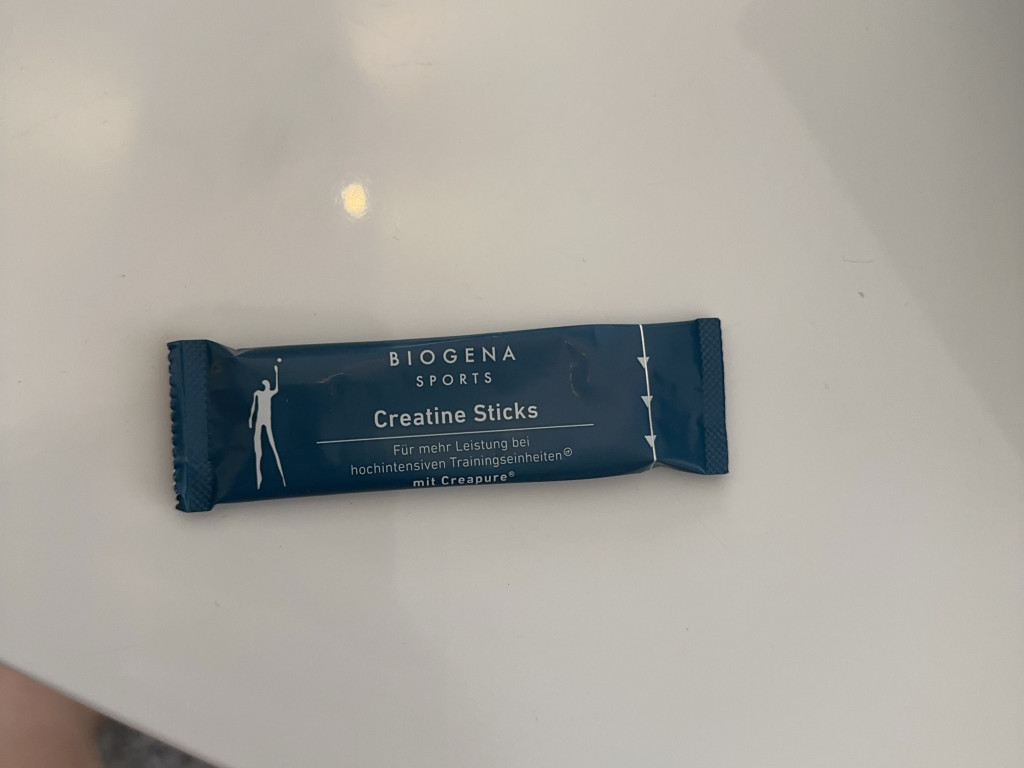 BIOGENA
SPORTS
Creatine Sticks
Für mehr Leistung bei
hochintensiven Trainingseinheiten
mit Creapure®